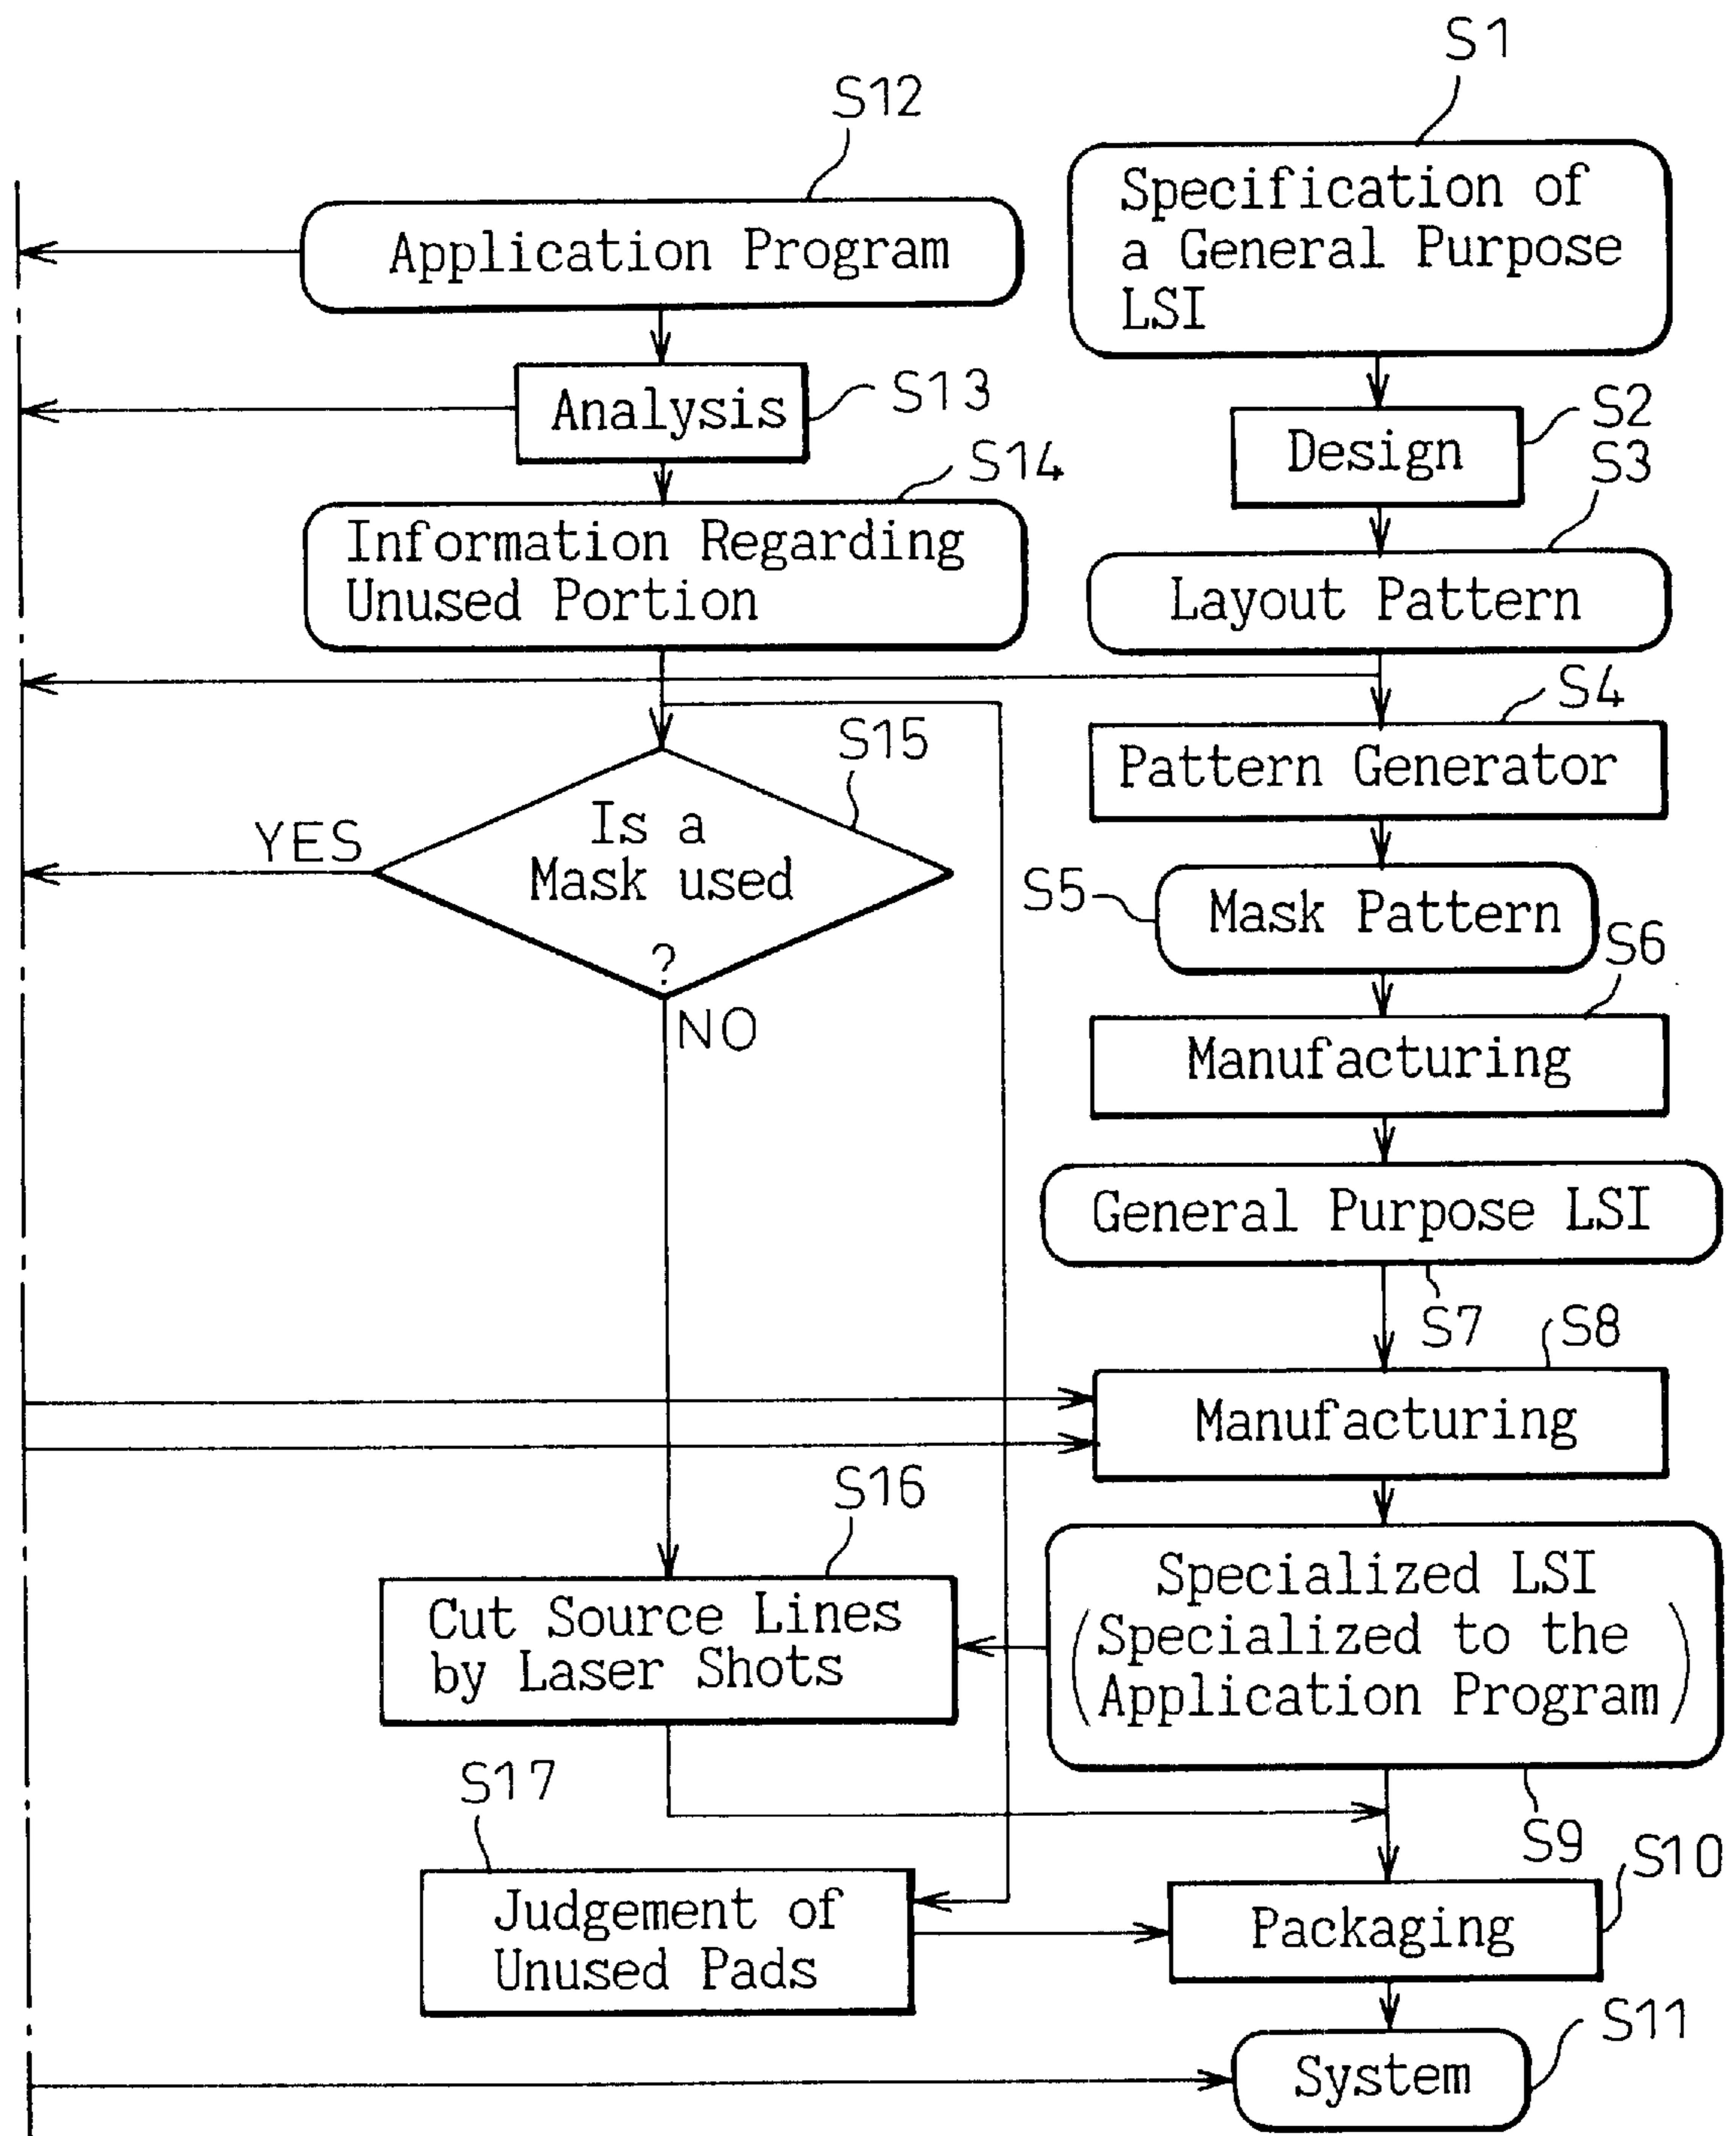 S1
S12
Specification of
a General Purpose
LSI
Application Program
S13
Analysis
S2
Design
S14
S3
Information Regarding
Unused Portion
Layout Pattern
S4
S15
Pattern Generator
Is a
Mask used
?
YES
NO
S5
Mask Pattern
S6
Manufacturing
General Purpose LSI
S7
S8
Manufacturing
S16
Cut Source Lines
by Laser Shots
Specialized LSI
(Specialized to the
Application Program)
S17
S9
S10
Judgement of
Unused Pads
Packaging
S11
System